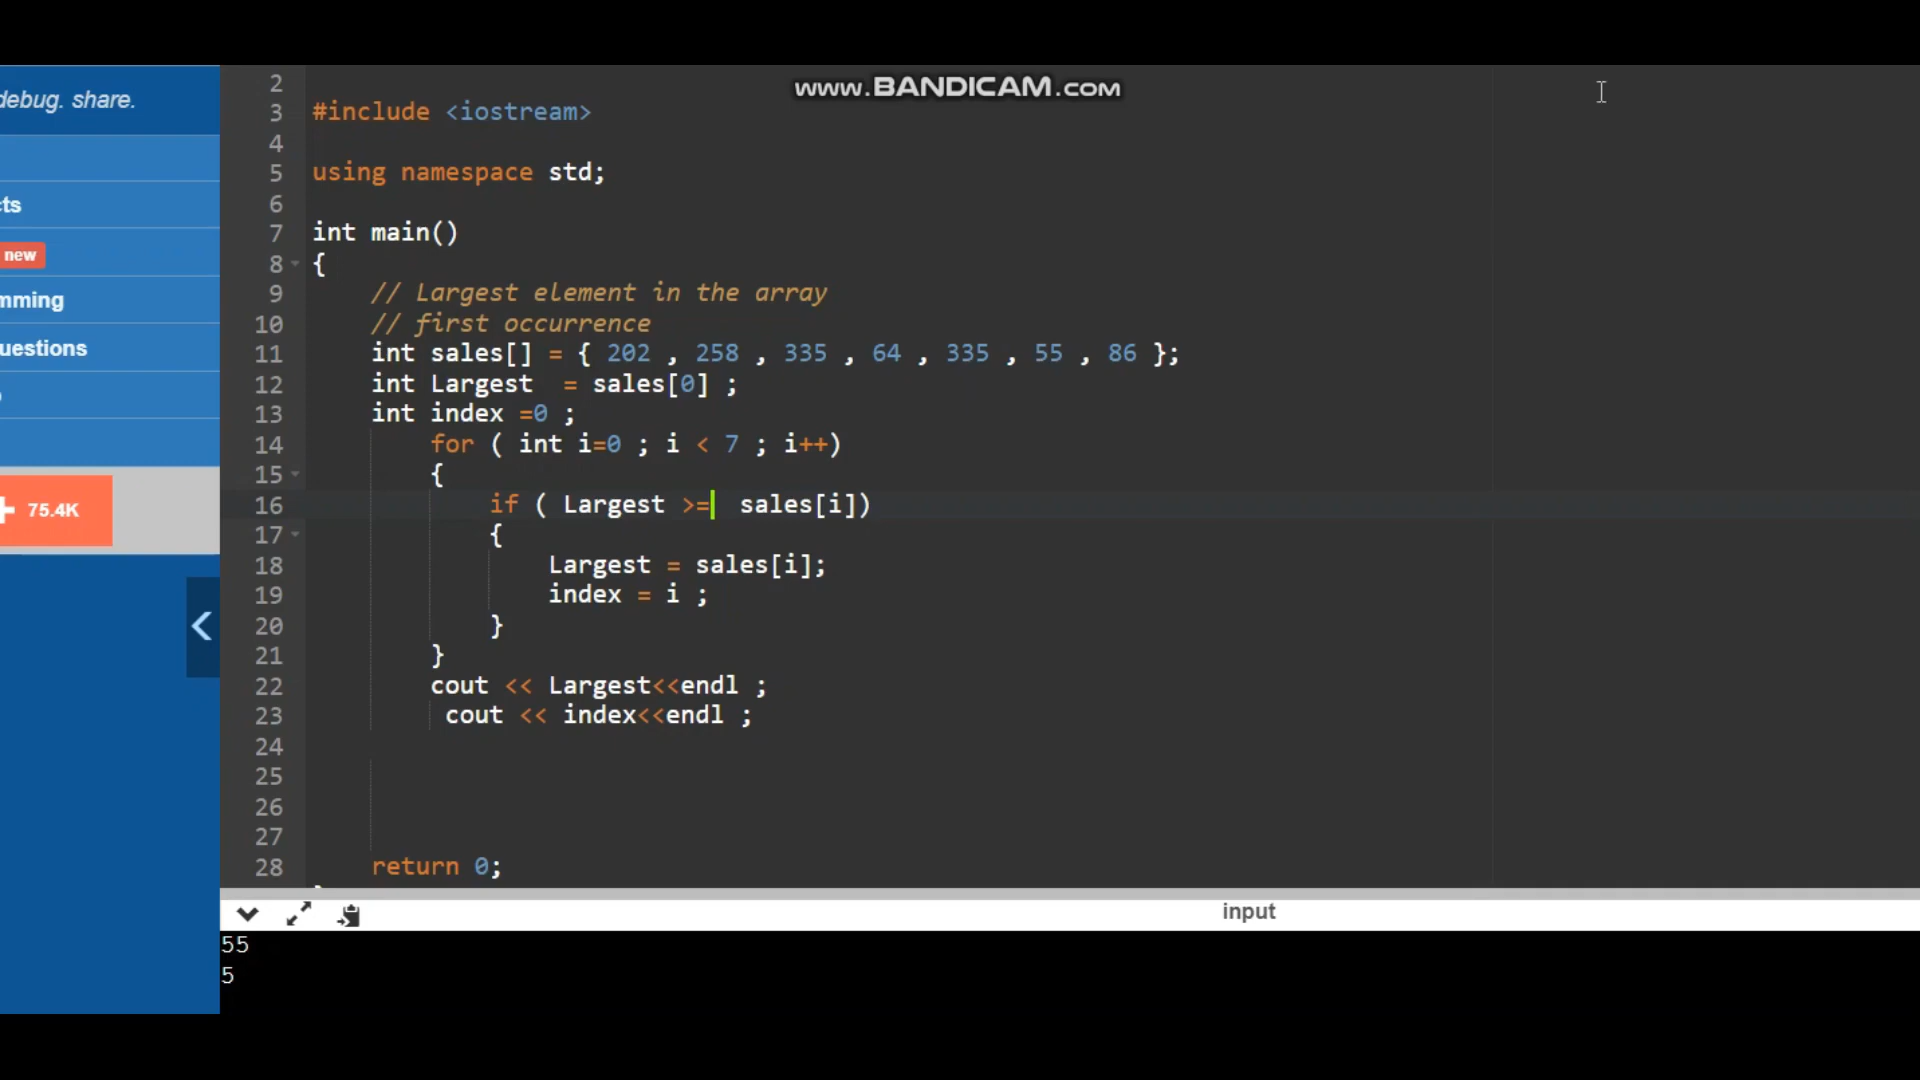 www.BANDICAM.com
debug. share.
cts
new
mming
uestions
75.4K
2
3 #include <iostream>
4
5 using namespace std;
6
7 int main()
8 {
9 // Largest element in the array
10 // first occurrence
11 int sales[] = { 202 , 258 , 335 , 64 , 335 , 55 , 86 };
12 int Largest  = sales[0] ;
13 int index =0 ;
14 for ( int i=0 ; i < 7 ; i++)
15 {
16 if ( Largest >=  sales[i])
17 {
18 Largest = sales[i];
19 index = i ;
20 }
21 }
22 cout << Largest<<endl ;
23 cout << index<<endl ;
24
25
26
27
28 return 0;
input
55
5